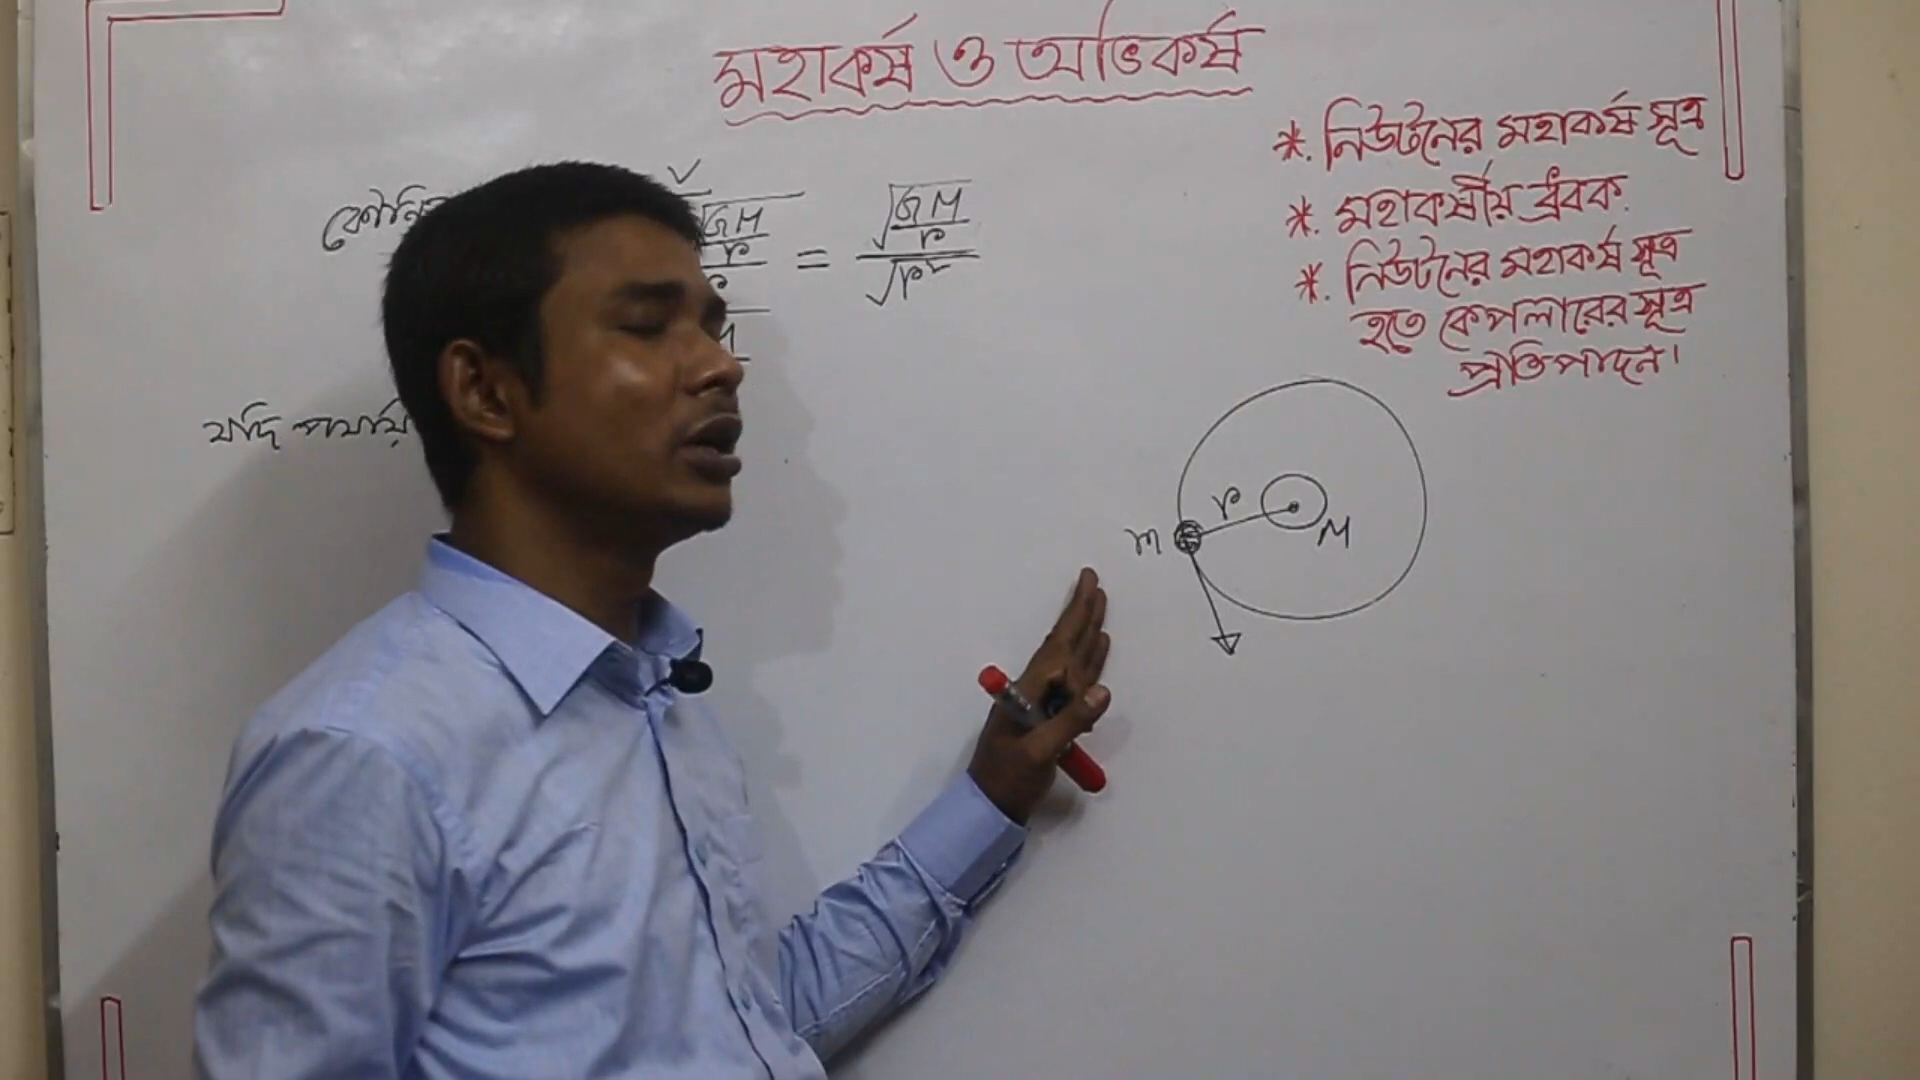 মহাকর্ষ ও অভিকর্ষ
*. নিউটনের মহাকর্ষ সূত্র
*. মহাকর্ষীয় ধ্রুবক.
*. নিউটনের মহাকর্ষ সূত্র
হতে কেপলারের সূত্র
প্রতিপাদন।
√(GM/r) = √(GM/r) / √r²
যদি
r
m
M